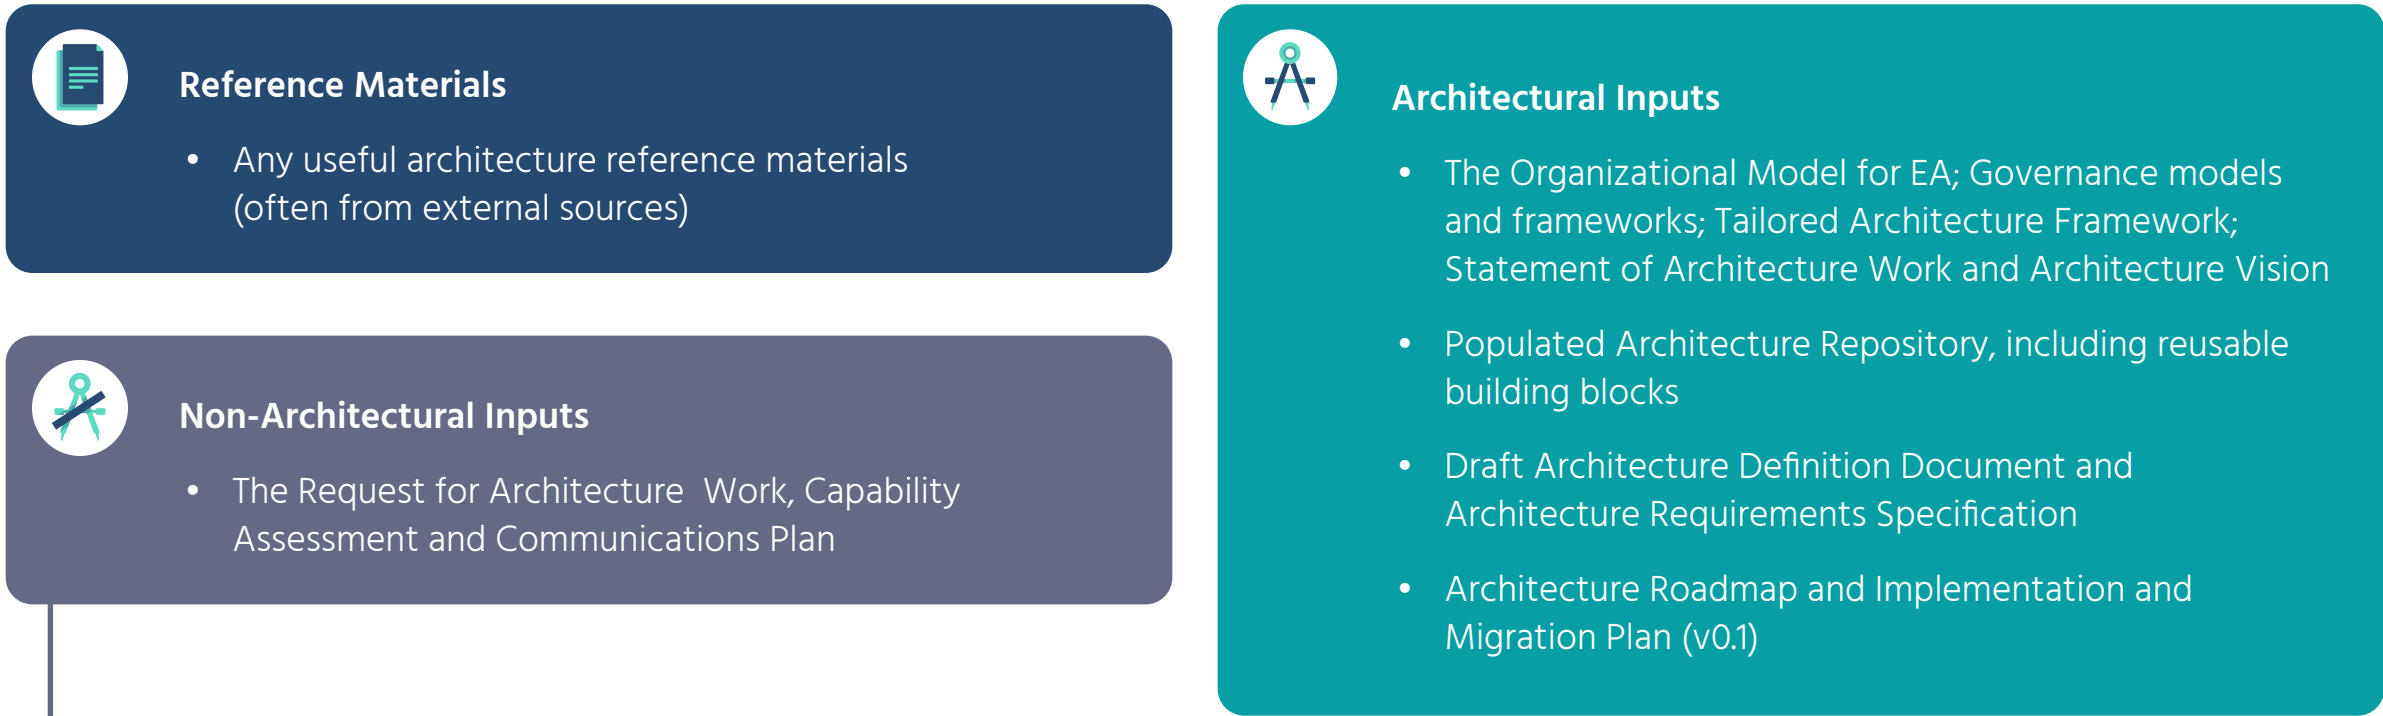 Reference Materials
• Any useful architecture reference materials
(often from external sources)
Non-Architectural Inputs
• The Request for Architecture  Work, Capability
Assessment and Communications Plan
Architectural Inputs
• The Organizational Model for EA; Governance models
and frameworks; Tailored Architecture Framework;
Statement of Architecture Work and Architecture Vision
• Populated Architecture Repository, including reusable
building blocks
• Draft Architecture Definition Document and
Architecture Requirements Specification
• Architecture Roadmap and Implementation and
Migration Plan (v0.1)